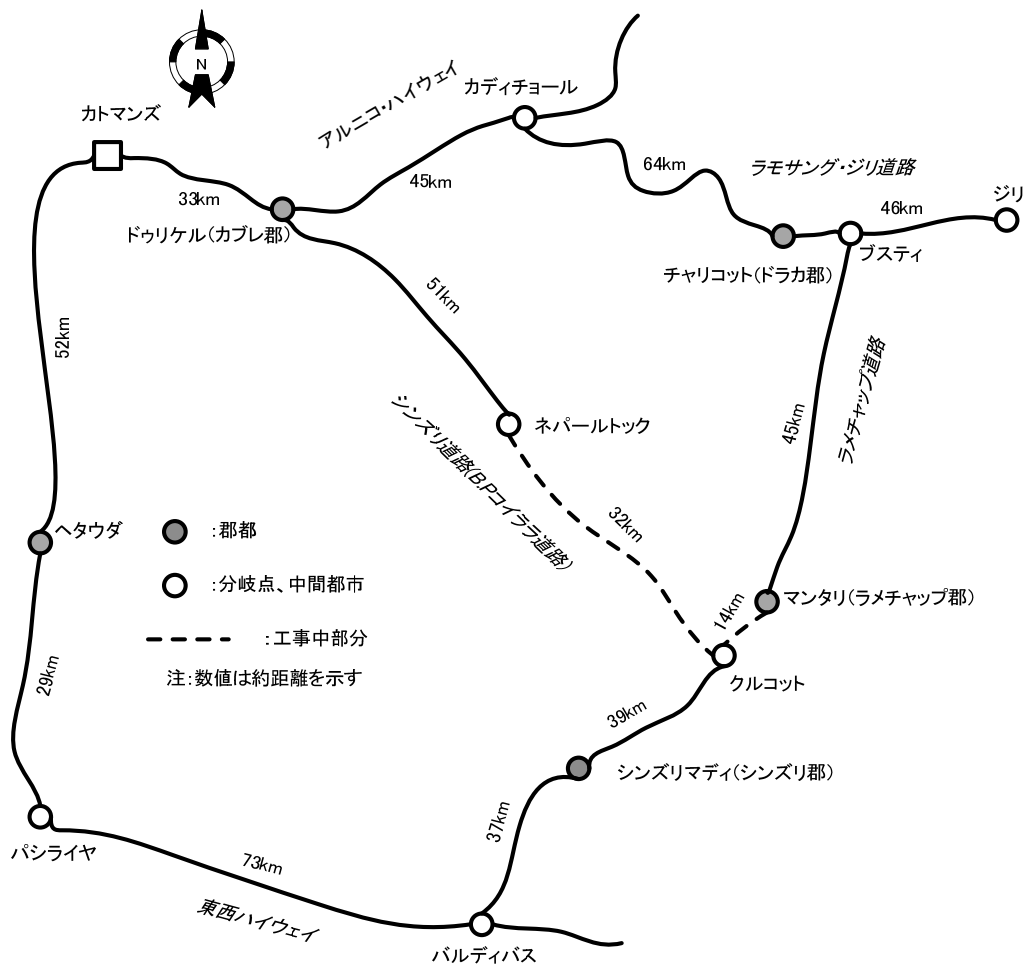 N
カトマンズ
アルニコ・ハイウェイ
カディチョール
33km
45km
64km
ラモサング・ジリ道路
46km
ジリ
ドゥリケル(カブレ郡)
チャリコット(ドラカ郡)
ブスティ
51km
52km
シンズリ道路(B.Pコイララ道路)
ネパールトック
45km
ラメチャップ道路
32km
ヘタウダ
:郡都
:分岐点、中間都市
:工事中部分
注:数値は約距離を示す
14km
マンタリ(ラメチャップ郡)
クルコット
29km
39km
シンズリマディ(シンズリ郡)
37km
パシライヤ
73km
東西ハイウェイ
バルディバス